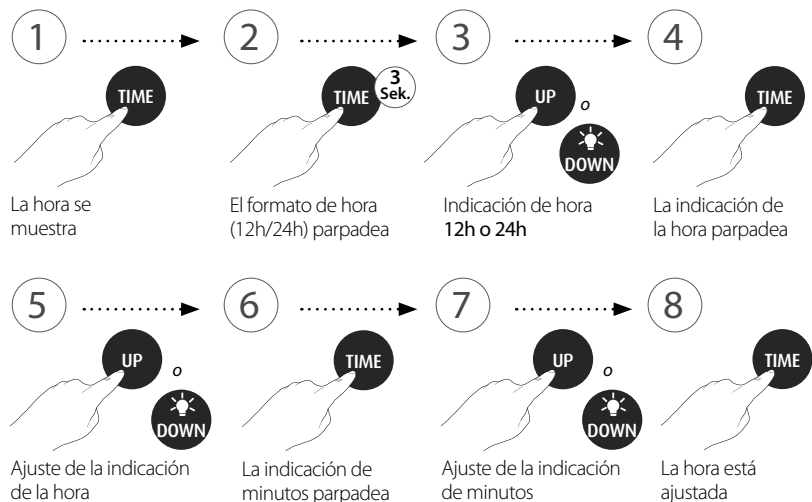 1
2
3
4
TIME
TIME
3
Sek.
UP
o
DOWN
TIME
La hora se
muestra
El formato de hora
(12h/24h) parpadea
Indicación de hora
12h o 24h
La indicación de
la hora parpadea
5
6
7
8
UP
o
DOWN
TIME
UP
o
DOWN
TIME
Ajuste de la indicación
de la hora
La indicación de
minutos parpadea
Ajuste de la indicación
de minutos
La hora está
ajustada